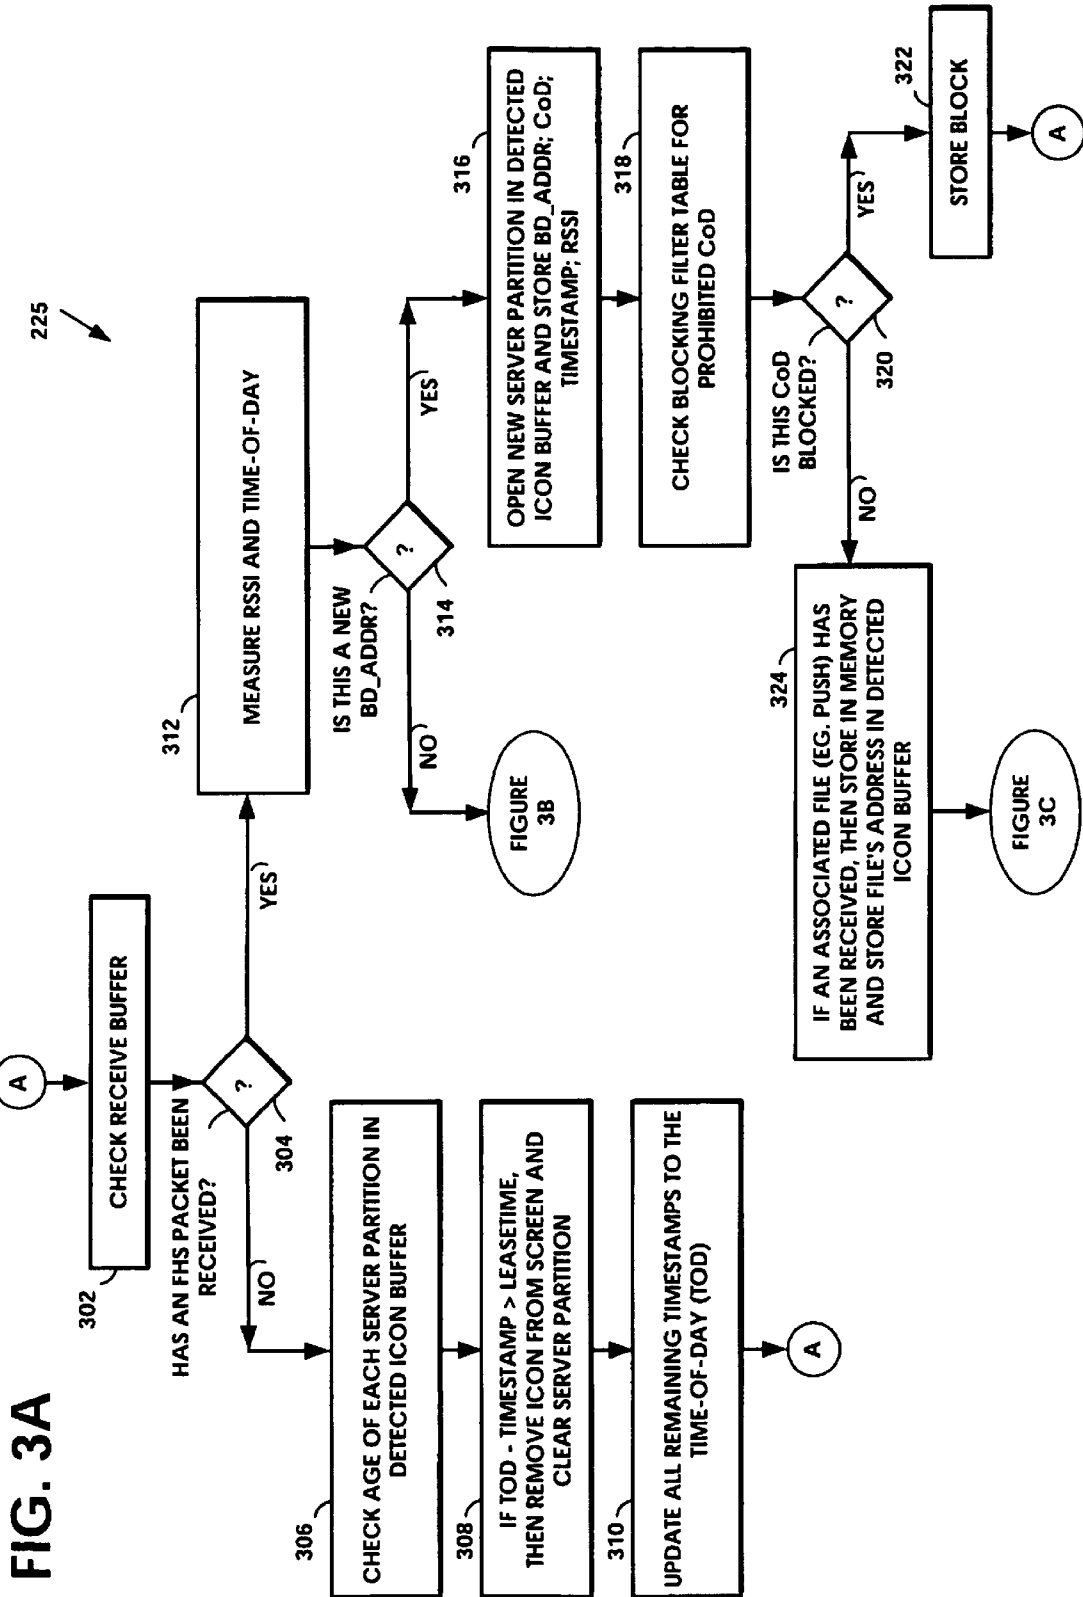 FIG. 3A
225
A
302
CHECK RECEIVE BUFFER
HAS AN FHS PACKET BEEN
RECEIVED?
?
304
NO
YES
306
CHECK AGE OF EACH SERVER PARTITION IN
DETECTED ICON BUFFER
308
IF TOD - TIMESTAMP > LEASETIME,
THEN REMOVE ICON FROM SCREEN AND
CLEAR SERVER PARTITION
310
UPDATE ALL REMAINING TIMESTAMPS TO THE
TIME-OF-DAY (TOD)
A
312
MEASURE RSSI AND TIME-OF-DAY
IS THIS A NEW
BD_ADDR?
?
314
NO
YES
FIGURE
3B
316
OPEN NEW SERVER PARTITION IN DETECTED
ICON BUFFER AND STORE BD_ADDR; CoD;
TIMESTAMP; RSSI
318
CHECK BLOCKING FILTER TABLE FOR
PROHIBITED CoD
IS THIS CoD
BLOCKED?
?
320
NO
YES
322
STORE BLOCK
A
324
IF AN ASSOCIATED FILE (EG. PUSH) HAS
BEEN RECEIVED, THEN STORE IN MEMORY
AND STORE FILE'S ADDRESS IN DETECTED
ICON BUFFER
FIGURE
3C